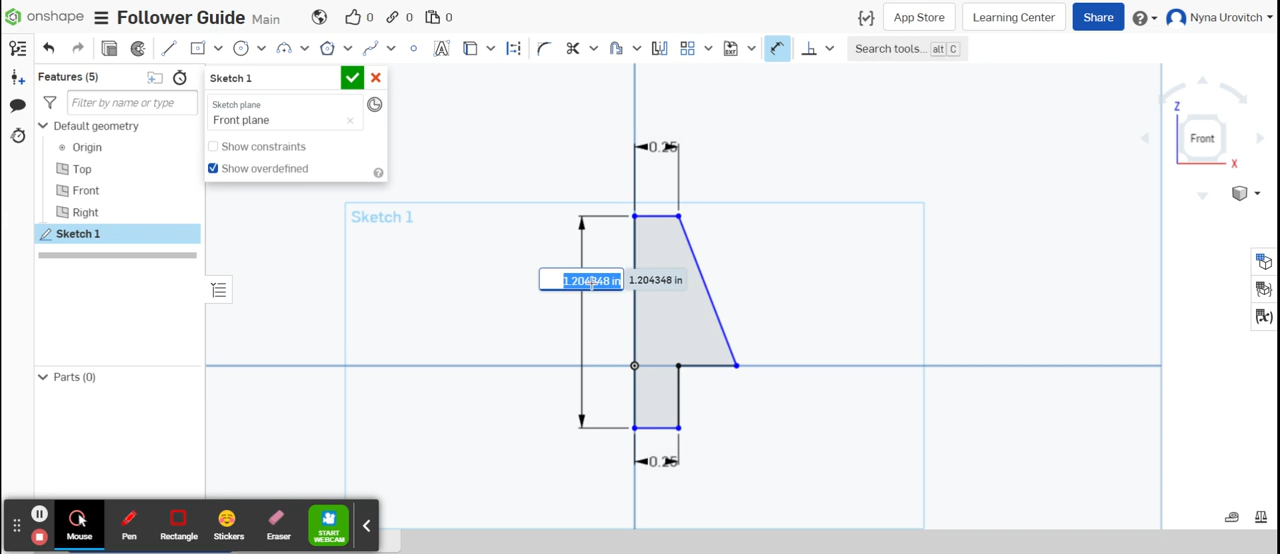 onshape Follower Guide Main 0 0 0 App Store Learning Center Share Nyna Urovitch
Search tools... alt C
Features (5)
Filter by name or type
Default geometry
Origin
Top
Front
Right
Sketch 1
Parts (0)
Sketch 1
Sketch plane
Front plane
Show constraints
Show overdefined
Sketch 1
0.25
1.204348 in 1.204348 in
0.25
Z
Front
X
Mouse Pen Rectangle Stickers Eraser START
WEBCAM